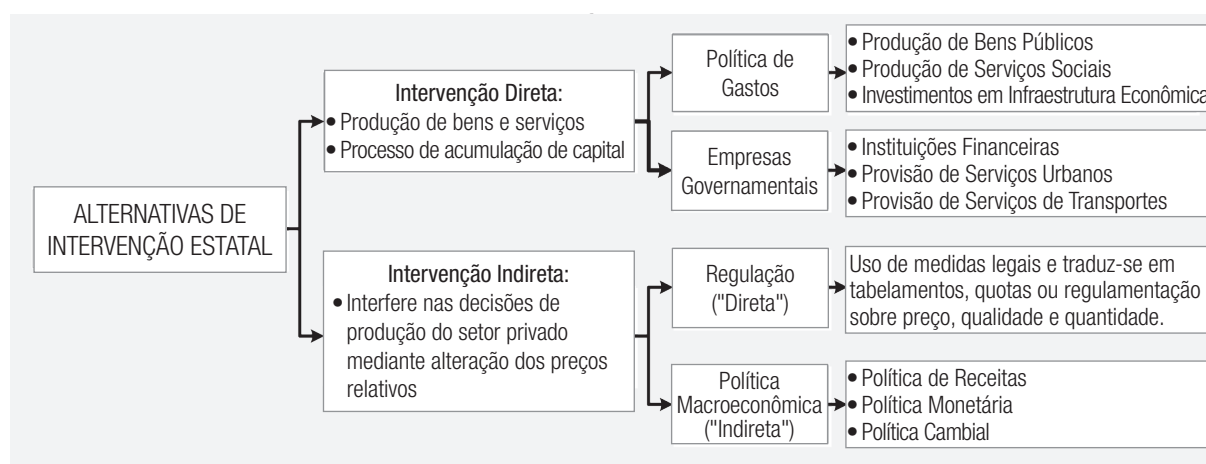 ALTERNATIVAS DE
INTERVENÇÃO ESTATAL
Intervenção Direta:
• Produção de bens e serviços
• Processo de acumulação de capital
Política de
Gastos
• Produção de Bens Públicos
• Produção de Serviços Sociais
• Investimentos em Infraestrutura Econômica
Empresas
Governamentais
• Instituições Financeiras
• Provisão de Serviços Urbanos
• Provisão de Serviços de Transportes
Intervenção Indireta:
• Interfere nas decisões de
produção do setor privado
mediante alteração dos preços
relativos
Regulação
("Direta")
Uso de medidas legais e traduz-se em
tabelamentos, quotas ou regulamentação
sobre preço, qualidade e quantidade.
Política
Macroeconômica
("Indireta")
• Política de Receitas
• Política Monetária
• Política Cambial